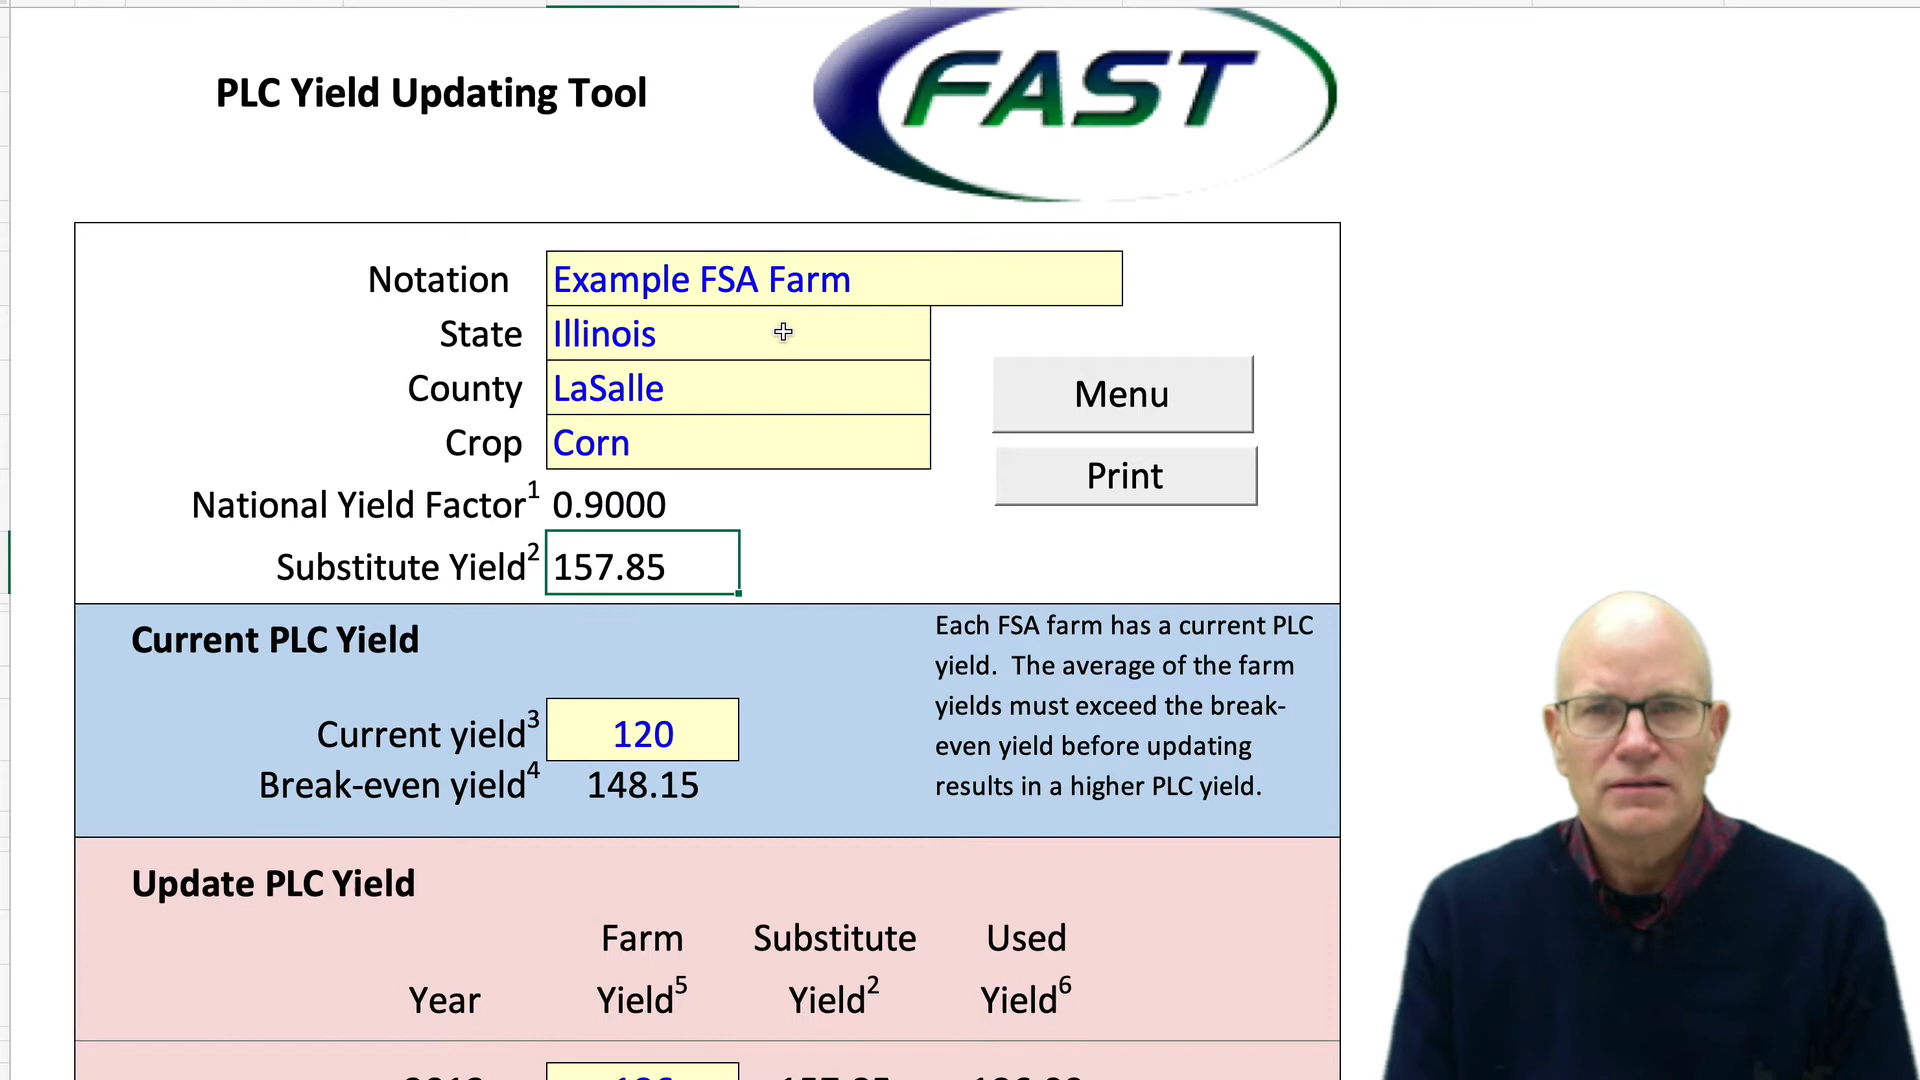 PLC Yield Updating Tool
FAST
Notation Example FSA Farm
State Illinois
County LaSalle
Crop Corn
Menu
Print
National Yield Factor1 0.9000
Substitute Yield2 157.85
Current PLC Yield
Each FSA farm has a current PLC
yield. The average of the farm
yields must exceed the break-
even yield before updating
results in a higher PLC yield.
Current yield3 120
Break-even yield4 148.15
Update PLC Yield
Farm Substitute Used
Year Yield5 Yield2 Yield6